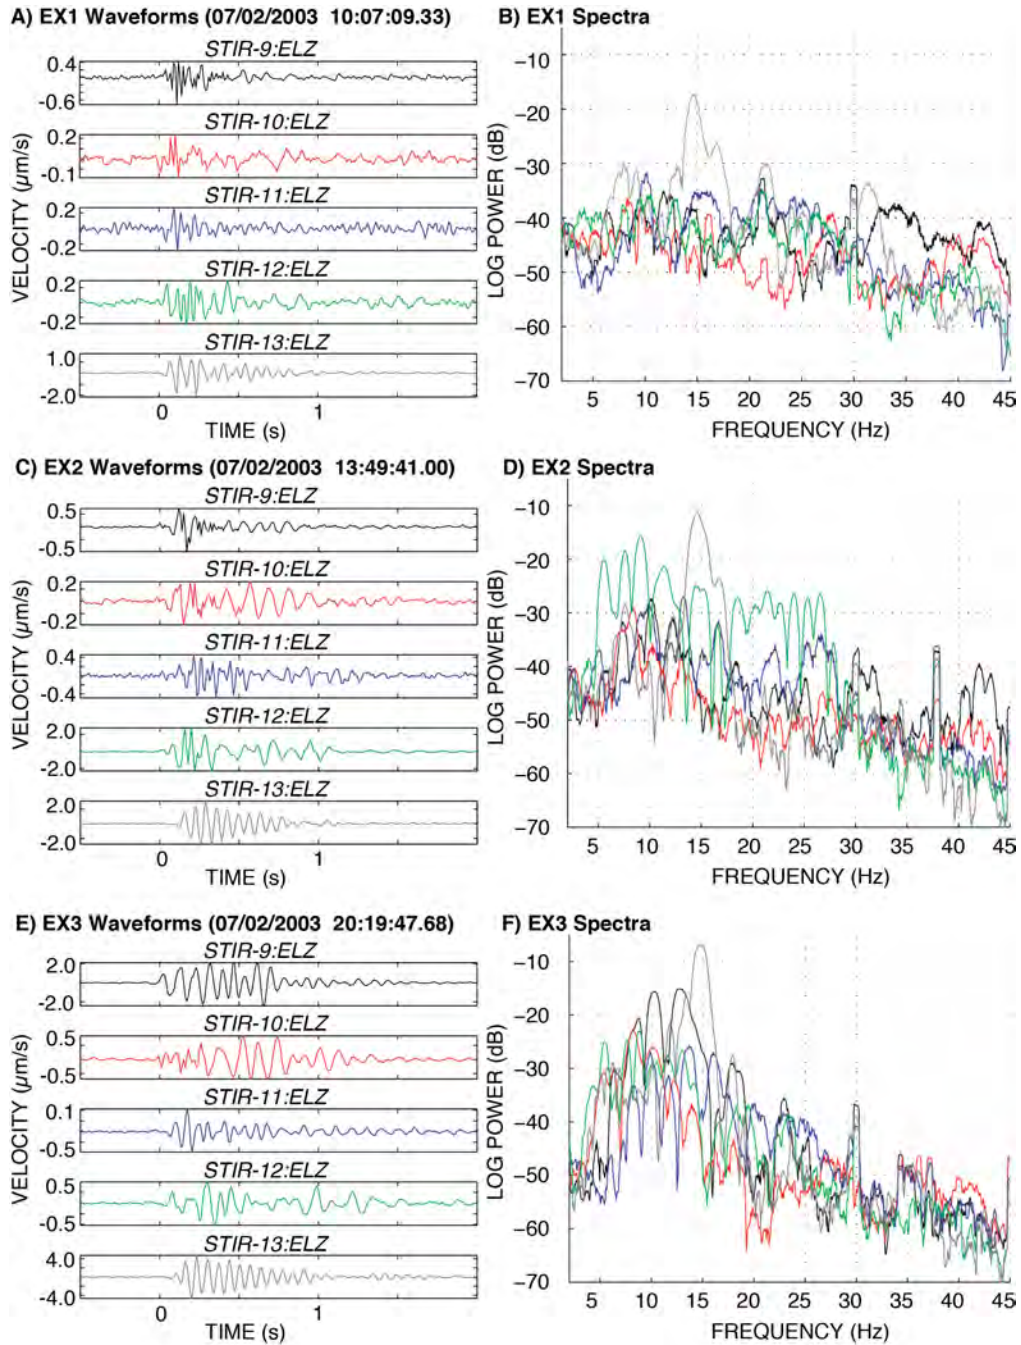 A) EX1 Waveforms (07/02/2003 10:07:09.33)
STIR-9:ELZ
0.4
-0.6
STIR-10:ELZ
0.2
-0.1
STIR-11:ELZ
0.2
-0.2
STIR-12:ELZ
0.2
-0.2
STIR-13:ELZ
1.0
-2.0
0 1
TIME (s)
VELOCITY (µm/s)
B) EX1 Spectra
−10
−20
−30
−40
−50
−60
−70
5 10 15 20 25 30 35 40 45
FREQUENCY (Hz)
LOG POWER (dB)
C) EX2 Waveforms (07/02/2003 13:49:41.00)
STIR-9:ELZ
0.5
-0.5
STIR-10:ELZ
0.2
-0.2
STIR-11:ELZ
0.4
-0.4
STIR-12:ELZ
2.0
-2.0
STIR-13:ELZ
2.0
-2.0
0 1
TIME (s)
VELOCITY (µm/s)
D) EX2 Spectra
−10
−20
−30
−40
−50
−60
−70
5 10 15 20 25 30 35 40 45
FREQUENCY (Hz)
LOG POWER (dB)
E) EX3 Waveforms (07/02/2003 20:19:47.68)
STIR-9:ELZ
2.0
-2.0
STIR-10:ELZ
0.5
-0.5
STIR-11:ELZ
0.1
-0.5
STIR-12:ELZ
0.5
-0.5
STIR-13:ELZ
4.0
-4.0
0 1
TIME (s)
VELOCITY (µm/s)
F) EX3 Spectra
−10
−20
−30
−40
−50
−60
−70
5 10 15 20 25 30 35 40 45
FREQUENCY (Hz)
LOG POWER (dB)